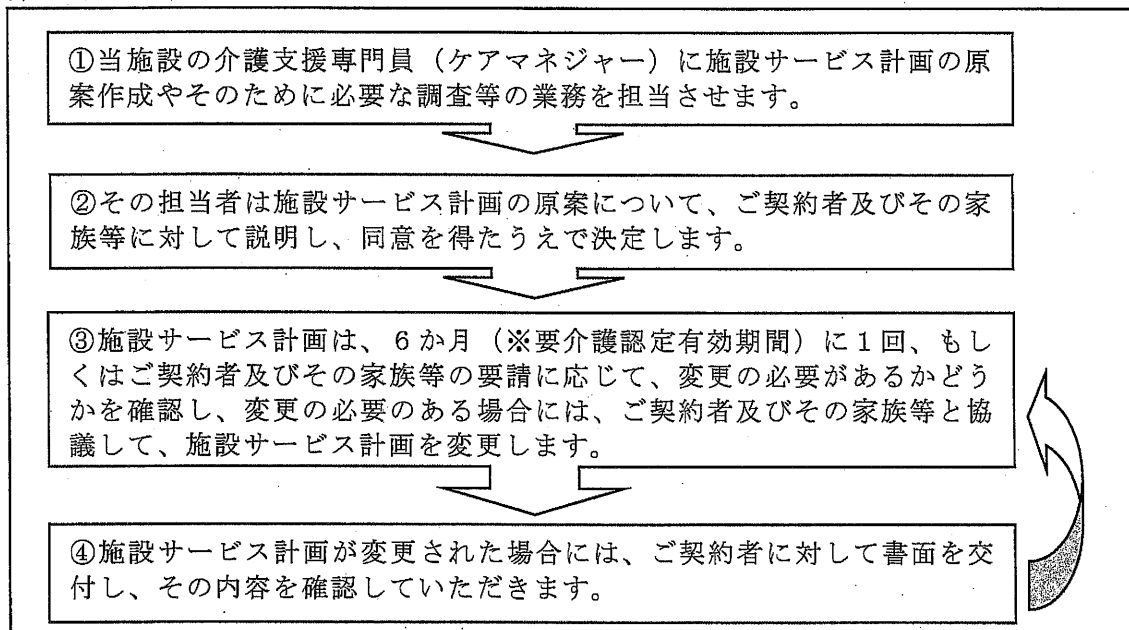 ①当施設の介護支援専門員（ケアマネジャー）に施設サービス計画の原
案作成やそのために必要な調査等の業務を担当させます。
②その担当者は施設サービス計画の原案について、ご契約者及びその家
族等に対して説明し、同意を得たうえで決定します。
③施設サービス計画は、６か月（※要介護認定有効期間）に１回、もし
くはご契約者及びその家族等の要請に応じて、変更の必要があるかどう
かを確認し、変更の必要のある場合には、ご契約者及びその家族等と協
議して、施設サービス計画を変更します。
④施設サービス計画が変更された場合には、ご契約者に対して書面を交
付し、その内容を確認していただきます。